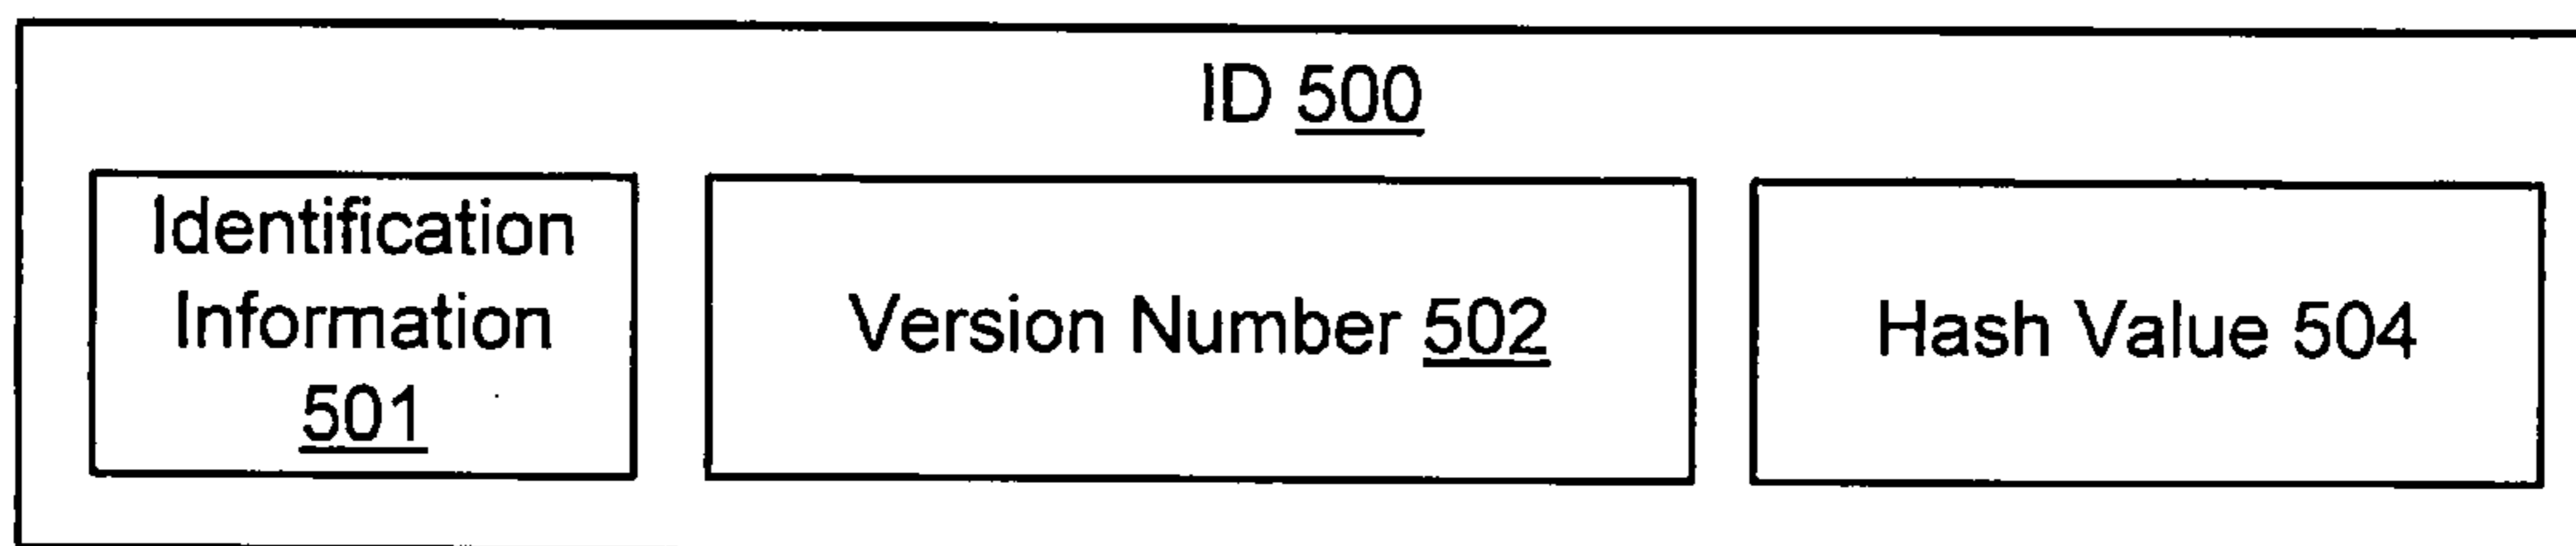 ID 500
Identification
Information
501
Version Number 502
Hash Value 504